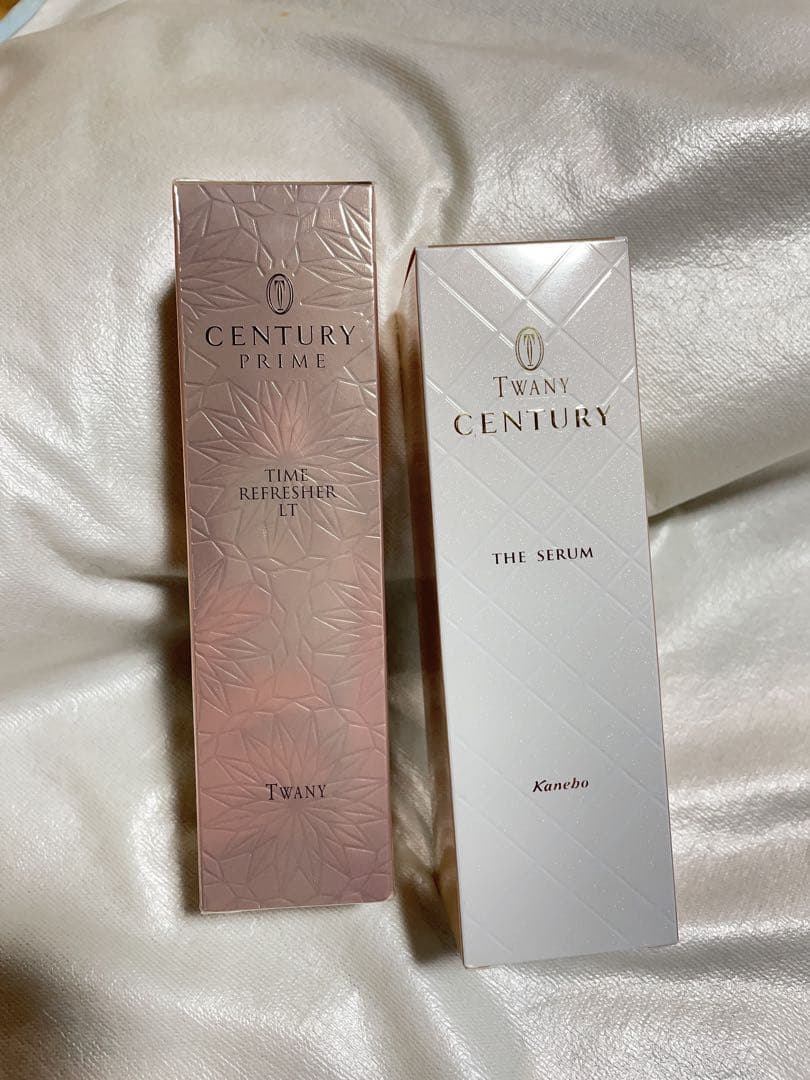 T
CENTURY
PRIME
TIME
REFRESHER
LT
TWANY
T
TWANY
CENTURY
THE SERUM
Kanebo